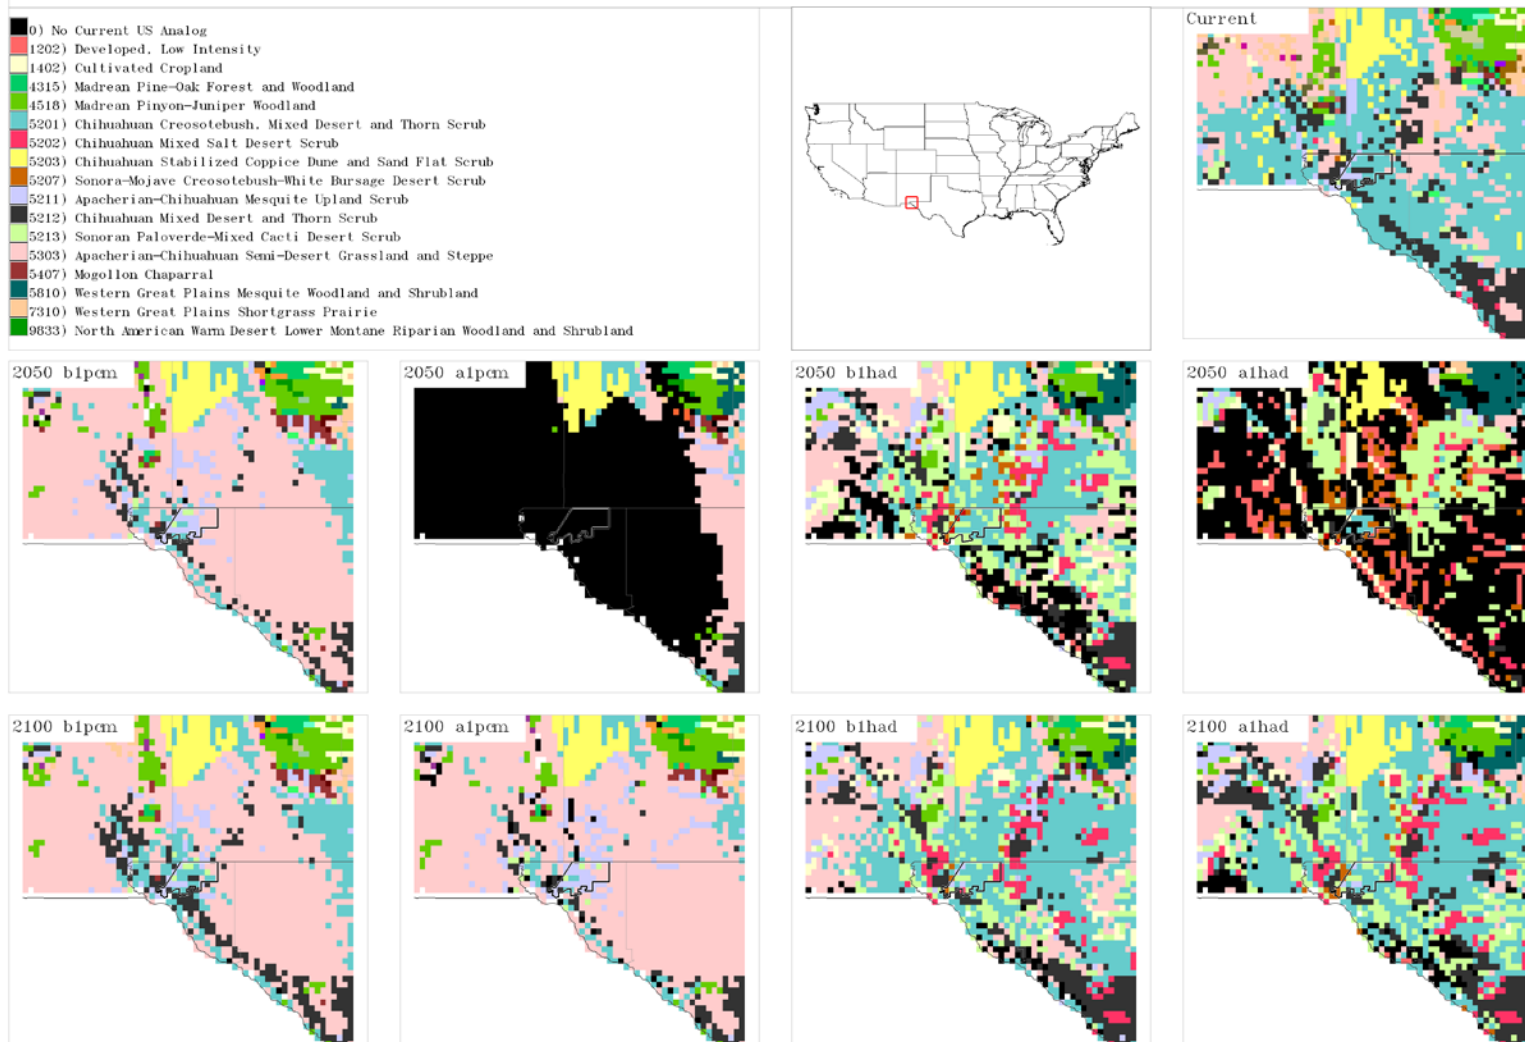 0) No Current US Analog
1202) Developed, Low Intensity
1402) Cultivated Cropland
4315) Madrean Pine-Oak Forest and Woodland
4518) Madrean Pinyon-Juniper Woodland
5201) Chihuahuan Creosotebush, Mixed Desert and Thorn Scrub
5202) Chihuahuan Mixed Salt Desert Scrub
5203) Chihuahuan Stabilized Coppice Dune and Sand Flat Scrub
5207) Sonora-Mojave Creosotebush-White Bursage Desert Scrub
5211) Apacherian-Chihuahuan Mesquite Upland Scrub
5212) Chihuahuan Mixed Desert and Thorn Scrub
5213) Sonoran Paloverde-Mixed Cacti Desert Scrub
5303) Apacherian-Chihuahuan Semi-Desert Grassland and Steppe
5407) Mogollon Chaparral
5810) Western Great Plains Mesquite Woodland and Shrubland
7310) Western Great Plains Shortgrass Prairie
9833) North American Warm Desert Lower Montane Riparian Woodland and Shrubland
Current
2050 b1pcm
2050 a1pcm
2050 b1had
2050 a1had
2100 b1pcm
2100 a1pcm
2100 b1had
2100 a1had